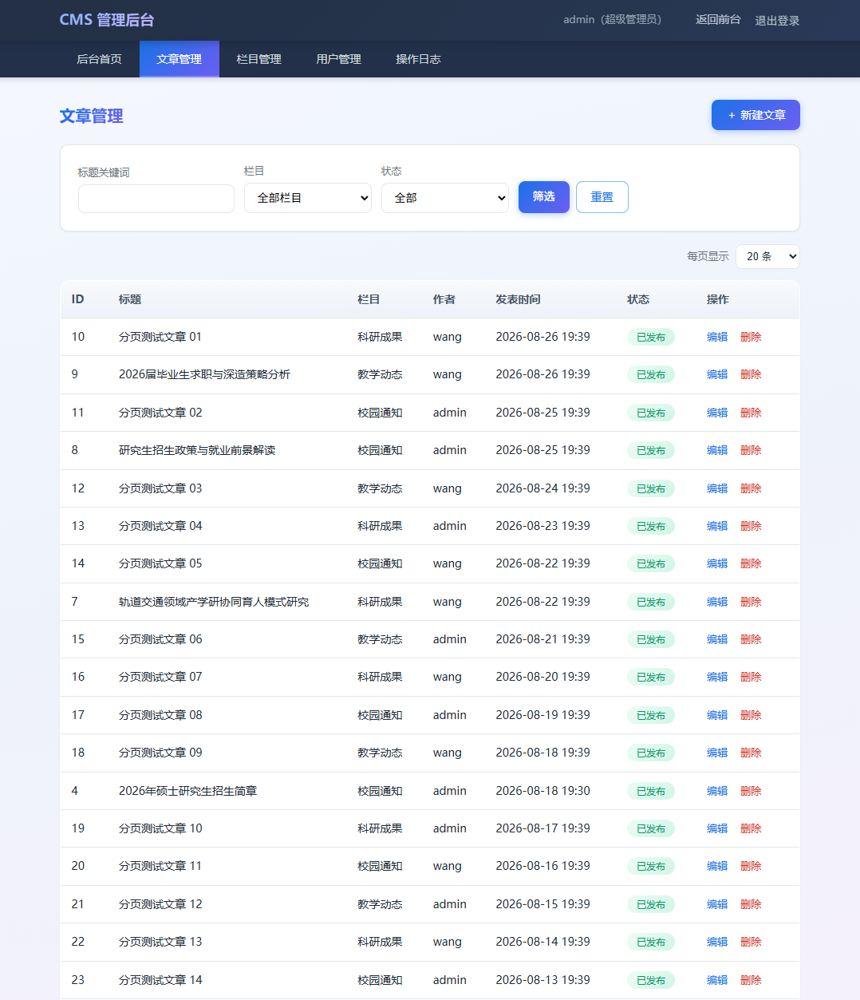 CMS 管理后台 admin（超级管理员） 返回前台 退出登录
后台首页 文章管理 栏目管理 用户管理 操作日志
文章管理 + 新建文章
标题关键词 栏目 状态
全部栏目 全部 筛选 重置
每页显示 20 条
ID 标题 栏目 作者 发表时间 状态 操作
10 分页测试文章 01 科研成果 wang 2026-08-26 19:39 已发布 编辑 删除
9 2026届毕业生求职与深造策略分析 教学动态 wang 2026-08-26 19:39 已发布 编辑 删除
11 分页测试文章 02 校园通知 admin 2026-08-25 19:39 已发布 编辑 删除
8 研究生招生政策与就业前景解读 校园通知 admin 2026-08-25 19:39 已发布 编辑 删除
12 分页测试文章 03 教学动态 wang 2026-08-24 19:39 已发布 编辑 删除
13 分页测试文章 04 科研成果 admin 2026-08-23 19:39 已发布 编辑 删除
14 分页测试文章 05 校园通知 wang 2026-08-22 19:39 已发布 编辑 删除
7 轨道交通领域产学研协同育人模式研究 科研成果 wang 2026-08-22 19:39 已发布 编辑 删除
15 分页测试文章 06 教学动态 admin 2026-08-21 19:39 已发布 编辑 删除
16 分页测试文章 07 科研成果 wang 2026-08-20 19:39 已发布 编辑 删除
17 分页测试文章 08 校园通知 admin 2026-08-19 19:39 已发布 编辑 删除
18 分页测试文章 09 教学动态 wang 2026-08-18 19:39 已发布 编辑 删除
4 2026年硕士研究生招生简章 校园通知 admin 2026-08-18 19:30 已发布 编辑 删除
19 分页测试文章 10 科研成果 admin 2026-08-17 19:39 已发布 编辑 删除
20 分页测试文章 11 校园通知 wang 2026-08-16 19:39 已发布 编辑 删除
21 分页测试文章 12 教学动态 admin 2026-08-15 19:39 已发布 编辑 删除
22 分页测试文章 13 科研成果 wang 2026-08-14 19:39 已发布 编辑 删除
23 分页测试文章 14 校园通知 admin 2026-08-13 19:39 已发布 编辑 删除